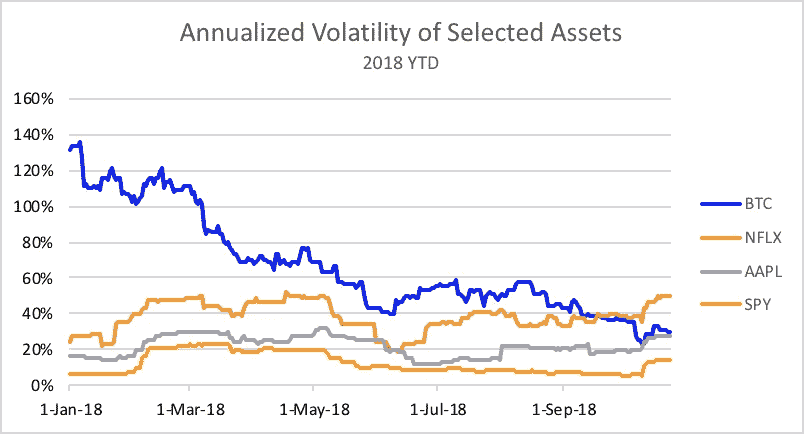 Annualized Volatility of Selected Assets
2018 YTD
160%
140%
120%
100%
80%
60%
40%
20%
0%
1-Jan-18
1-Mar-18
1-May-18
1-Jul-18
1-Sep-18
BTC
NFLX
AAPL
SPY